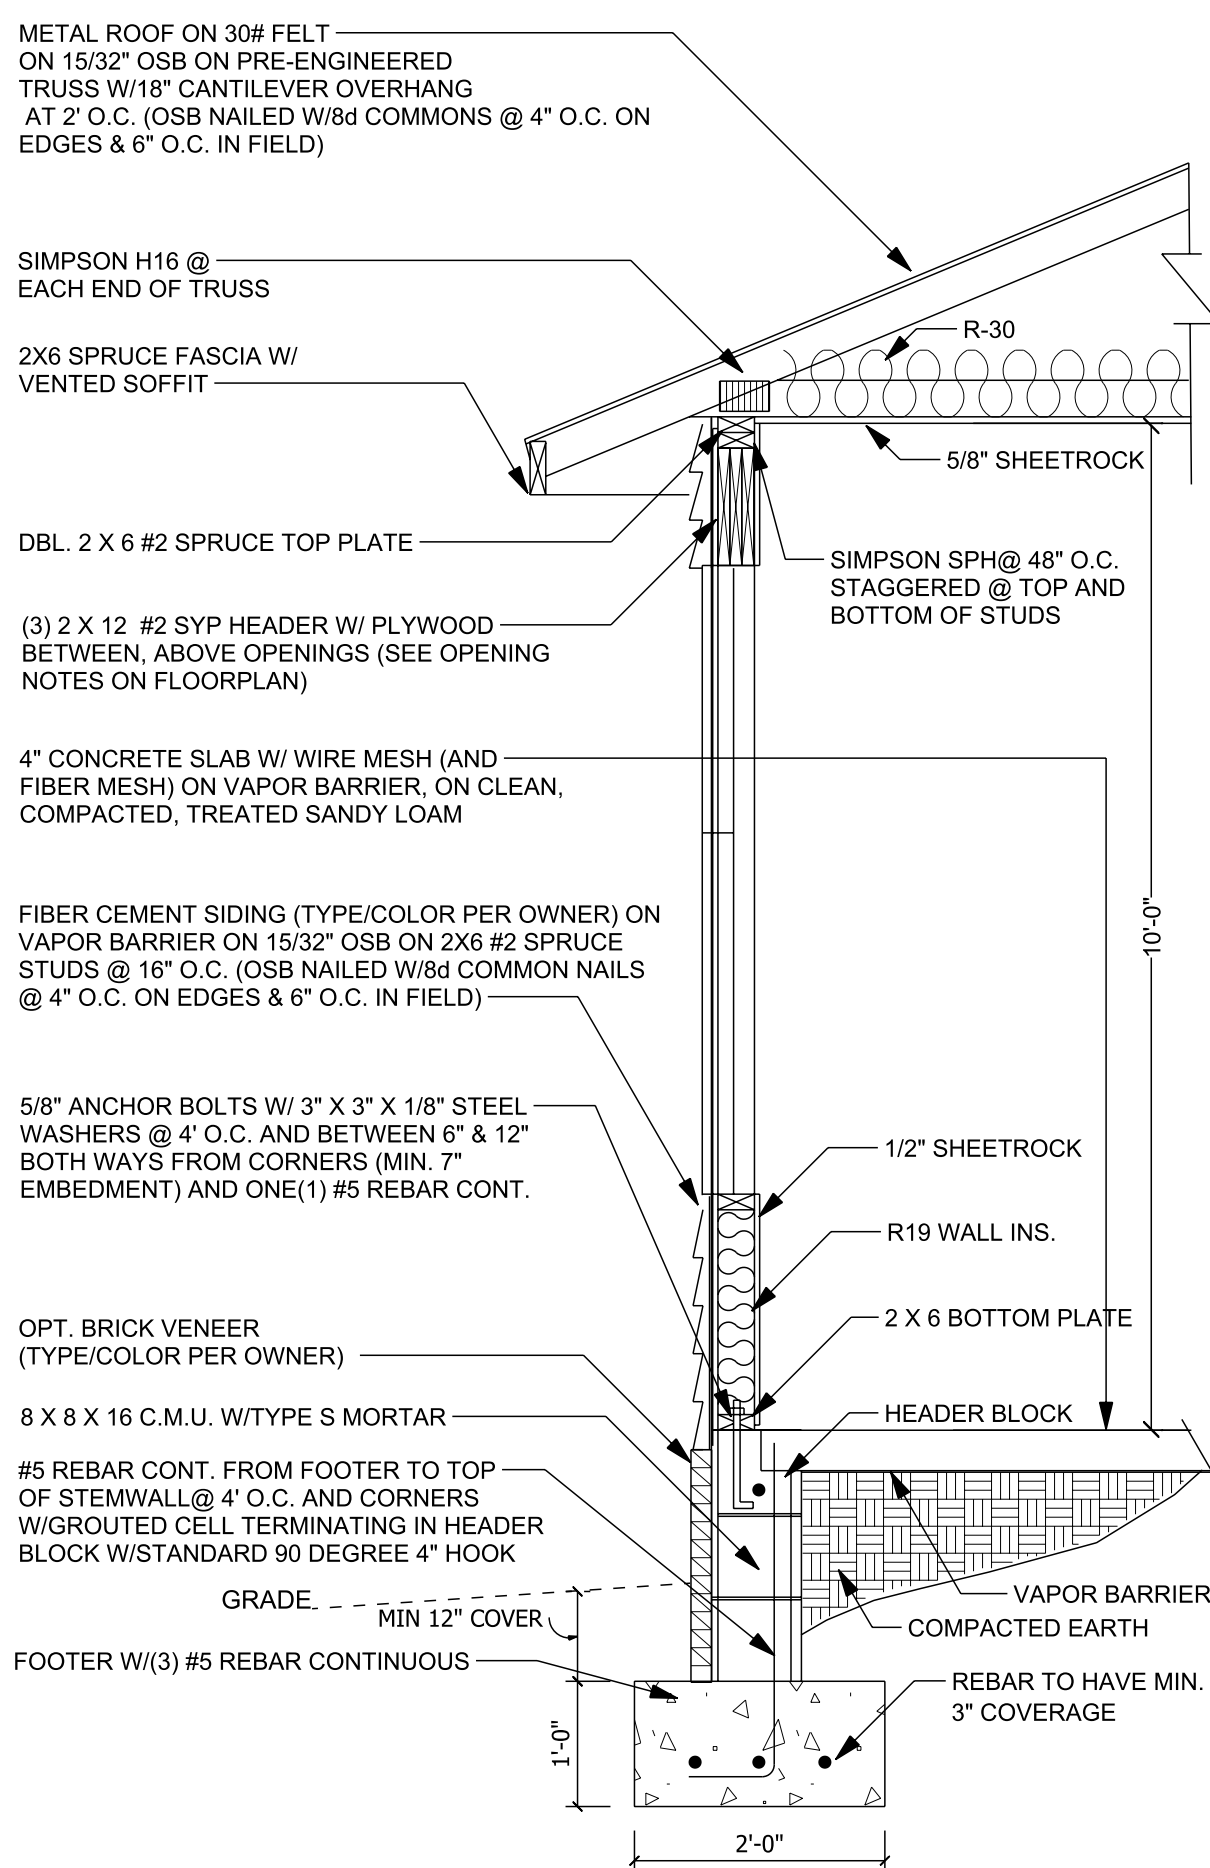 METAL ROOF ON 30# FELT
ON 15/32" OSB ON PRE-ENGINEERED
TRUSS W/18" CANTILEVER OVERHANG
AT 2' O.C. (OSB NAILED W/8d COMMONS @ 4" O.C. ON
EDGES & 6" O.C. IN FIELD)
SIMPSON H16 @
EACH END OF TRUSS
R-30
2X6 SPRUCE FASCIA W/
VENTED SOFFIT
5/8" SHEETROCK
DBL. 2 X 6 #2 SPRUCE TOP PLATE
SIMPSON SPH@ 48" O.C.
STAGGERED @ TOP AND
BOTTOM OF STUDS
(3) 2 X 12 #2 SYP HEADER W/ PLYWOOD
BETWEEN, ABOVE OPENINGS (SEE OPENING
NOTES ON FLOORPLAN)
4" CONCRETE SLAB W/ WIRE MESH (AND
FIBER MESH) ON VAPOR BARRIER, ON CLEAN,
COMPACTED, TREATED SANDY LOAM
FIBER CEMENT SIDING (TYPE/COLOR PER OWNER) ON
VAPOR BARRIER ON 15/32" OSB ON 2X6 #2 SPRUCE
STUDS @ 16" O.C. (OSB NAILED W/8d COMMON NAILS
@ 4" O.C. ON EDGES & 6" O.C. IN FIELD)
10'-0"
5/8" ANCHOR BOLTS W/ 3" X 3" X 1/8" STEEL
WASHERS @ 4' O.C. AND BETWEEN 6" & 12"
BOTH WAYS FROM CORNERS (MIN. 7"
EMBEDMENT) AND ONE(1) #5 REBAR CONT.
1/2" SHEETROCK
R19 WALL INS.
2 X 6 BOTTOM PLATE
OPT. BRICK VENEER
(TYPE/COLOR PER OWNER)
8 X 8 X 16 C.M.U. W/TYPE S MORTAR
HEADER BLOCK
#5 REBAR CONT. FROM FOOTER TO TOP
OF STEMWALL@ 4' O.C. AND CORNERS
W/GROUTED CELL TERMINATING IN HEADER
BLOCK W/STANDARD 90 DEGREE 4" HOOK
GRADE
MIN 12" COVER
VAPOR BARRIER
COMPACTED EARTH
FOOTER W/(3) #5 REBAR CONTINUOUS
REBAR TO HAVE MIN.
3" COVERAGE
1'-0"
2'-0"